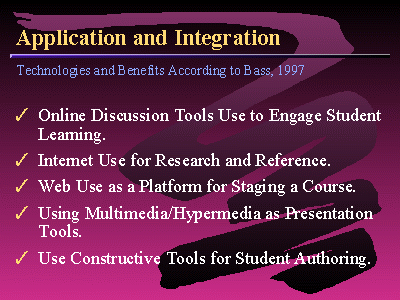 Application and Integration
Technologies and Benefits According to Bass, 1997
✓ Online Discussion Tools Use to Engage Student
Learning.
✓ Internet Use for Research and Reference.
✓ Web Use as a Platform for Staging a Course.
✓ Using Multimedia/Hypermedia as Presentation
Tools.
✓ Use Constructive Tools for Student Authoring.